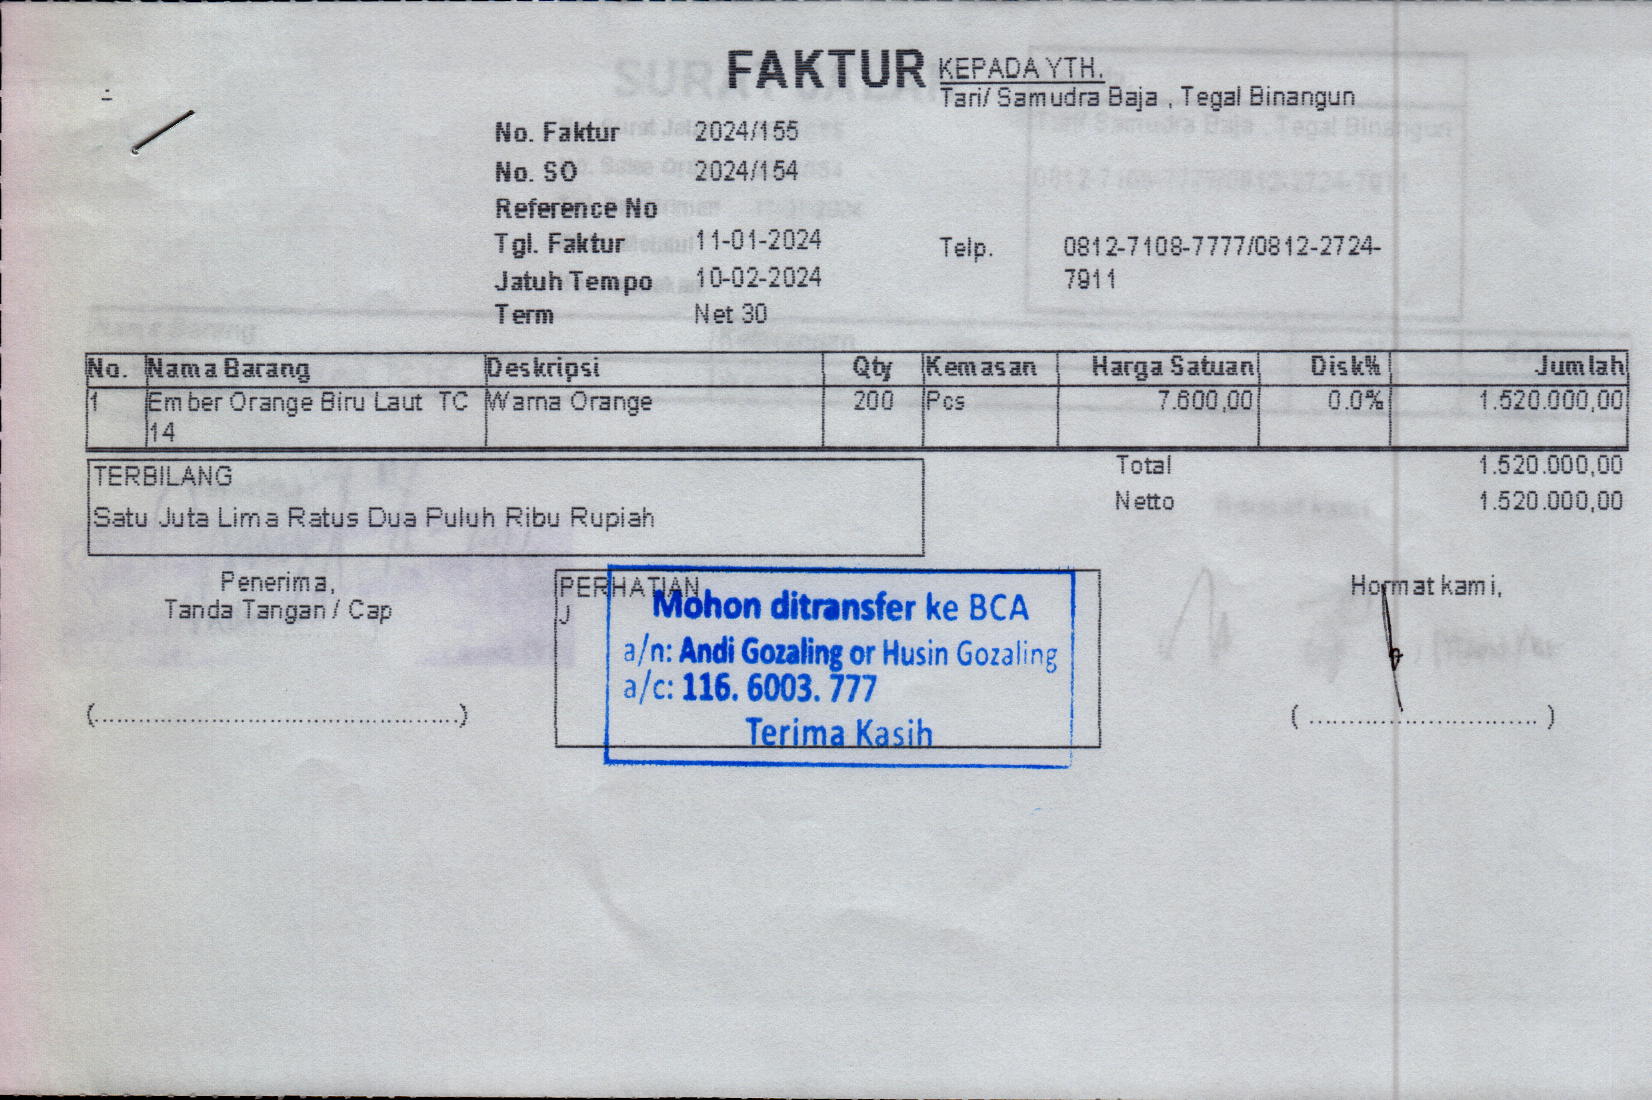 FAKTUR
KEPADA YTH.
Tari/ Samudra Baja , Tegal Binangun
No. Faktur 2024/155
No. SO 2024/154
Reference No
Tgl. Faktur 11-01-2024
Telp. 0812-7108-7777/0812-2724-
7911
Jatuh Tempo 10-02-2024
Term Net 30
No. Nama Barang Deskripsi Qty Kemasan Harga Satuan Disk% Jumlah
1 Ember Orange Biru Laut TC Warna Orange 200 Pcs 7.600,00 0.0% 1.520.000,00
14
TERBILANG
Satu Juta Lima Ratus Dua Puluh Ribu Rupiah
Total 1.520.000,00
Netto 1.520.000,00
Penerima,
Tanda Tangan / Cap
(..................................................)
PERHATIAN
J
Mohon ditransfer ke BCA
a/n: Andi Gozaling or Husin Gozaling
a/c: 116. 6003. 777
Terima Kasih
Hormat kami,
( ............................... )